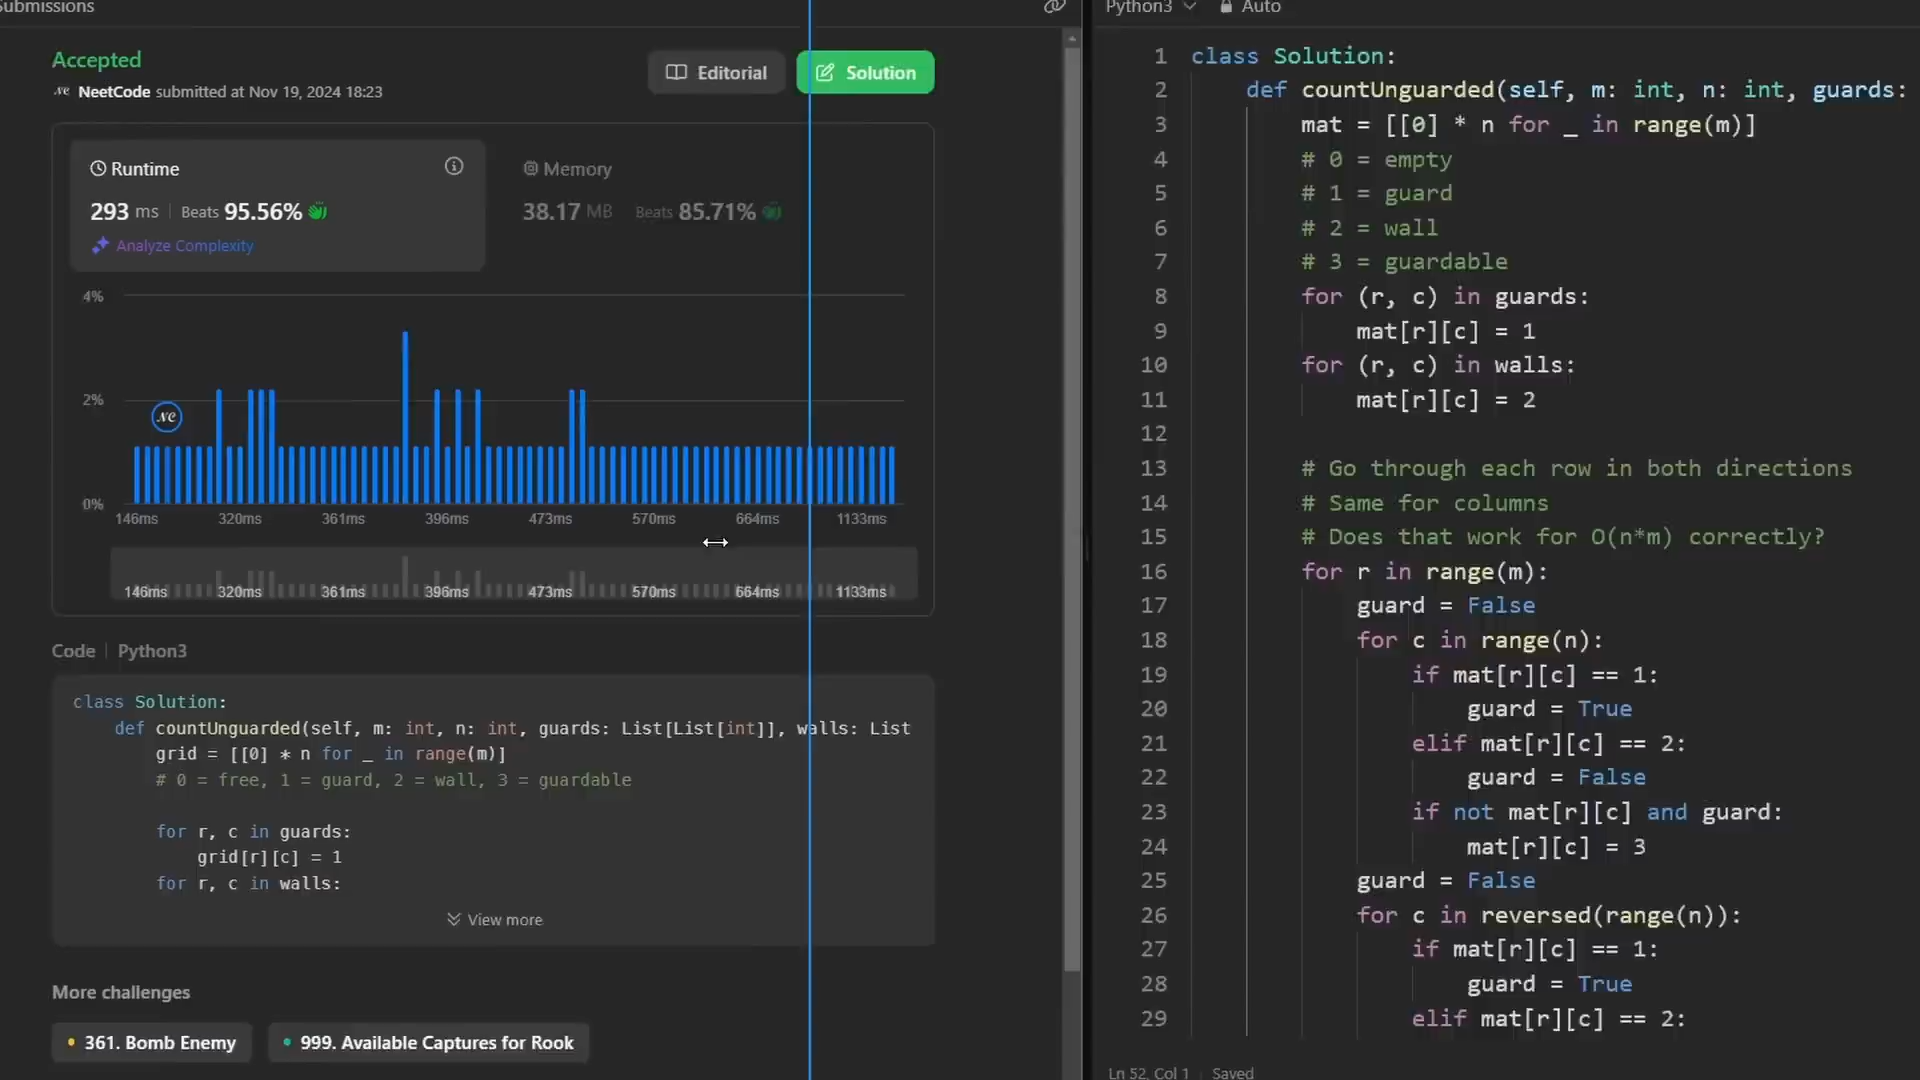 Submissions
Accepted
Editorial
Solution
NeetCode submitted at Nov 19, 2024 18:23
Runtime
293 ms | Beats 95.56%
Analyze Complexity
Memory
38.17 MB Beats 85.71%
4%
2%
0%
NC
146ms 320ms 361ms 396ms 473ms 570ms 664ms 1133ms
146ms 320ms 361ms 396ms 473ms 570ms 664ms 1133ms
Code | Python3
class Solution:
def countUnguarded(self, m: int, n: int, guards: List[List[int]], walls: List
grid = [[0] * n for _ in range(m)]
# 0 = free, 1 = guard, 2 = wall, 3 = guardable
for r, c in guards:
grid[r][c] = 1
for r, c in walls:
View more
More challenges
361. Bomb Enemy
999. Available Captures for Rook
Python3
Auto
1 class Solution:
2 def countUnguarded(self, m: int, n: int, guards:
3 mat = [[0] * n for _ in range(m)]
4 # 0 = empty
5 # 1 = guard
6 # 2 = wall
7 # 3 = guardable
8 for (r, c) in guards:
9 mat[r][c] = 1
10 for (r, c) in walls:
11 mat[r][c] = 2
12
13 # Go through each row in both directions
14 # Same for columns
15 # Does that work for O(n*m) correctly?
16 for r in range(m):
17 guard = False
18 for c in range(n):
19 if mat[r][c] == 1:
20 guard = True
21 elif mat[r][c] == 2:
22 guard = False
23 if not mat[r][c] and guard:
24 mat[r][c] = 3
25 guard = False
26 for c in reversed(range(n)):
27 if mat[r][c] == 1:
28 guard = True
29 elif mat[r][c] == 2:
Ln 52, Col 1 | Saved